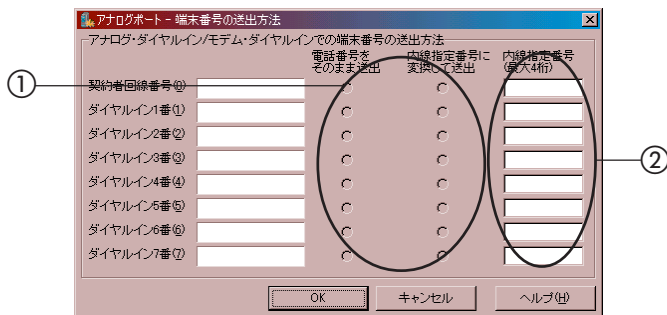 アナログポート - 端末番号の送出方法
アナログ・ダイヤルイン/モデム・ダイヤルインでの端末番号の送出方法
電話番号を
そのまま送出
内線指定番号に
変換して送出
内線指定番号
(最大4桁)
①
契約者回線番号(0)
ダイヤルイン1番(1)
ダイヤルイン2番(2)
ダイヤルイン3番(3)
②
ダイヤルイン4番(4)
ダイヤルイン5番(5)
ダイヤルイン6番(6)
ダイヤルイン7番(7)
OK
キャンセル
ヘルプ(H)